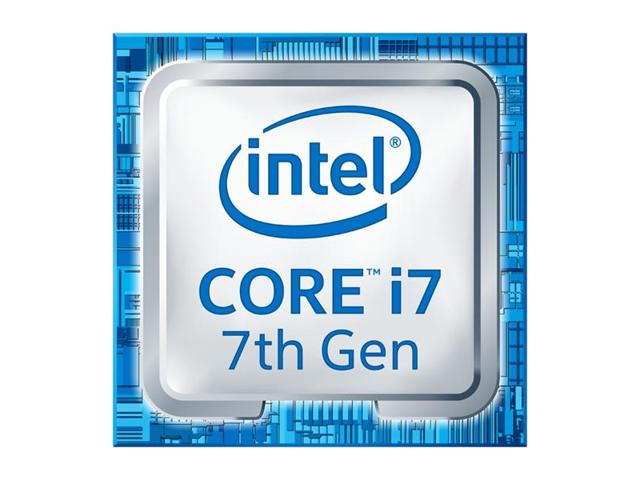 intel®
CORE™ i7
7th Gen